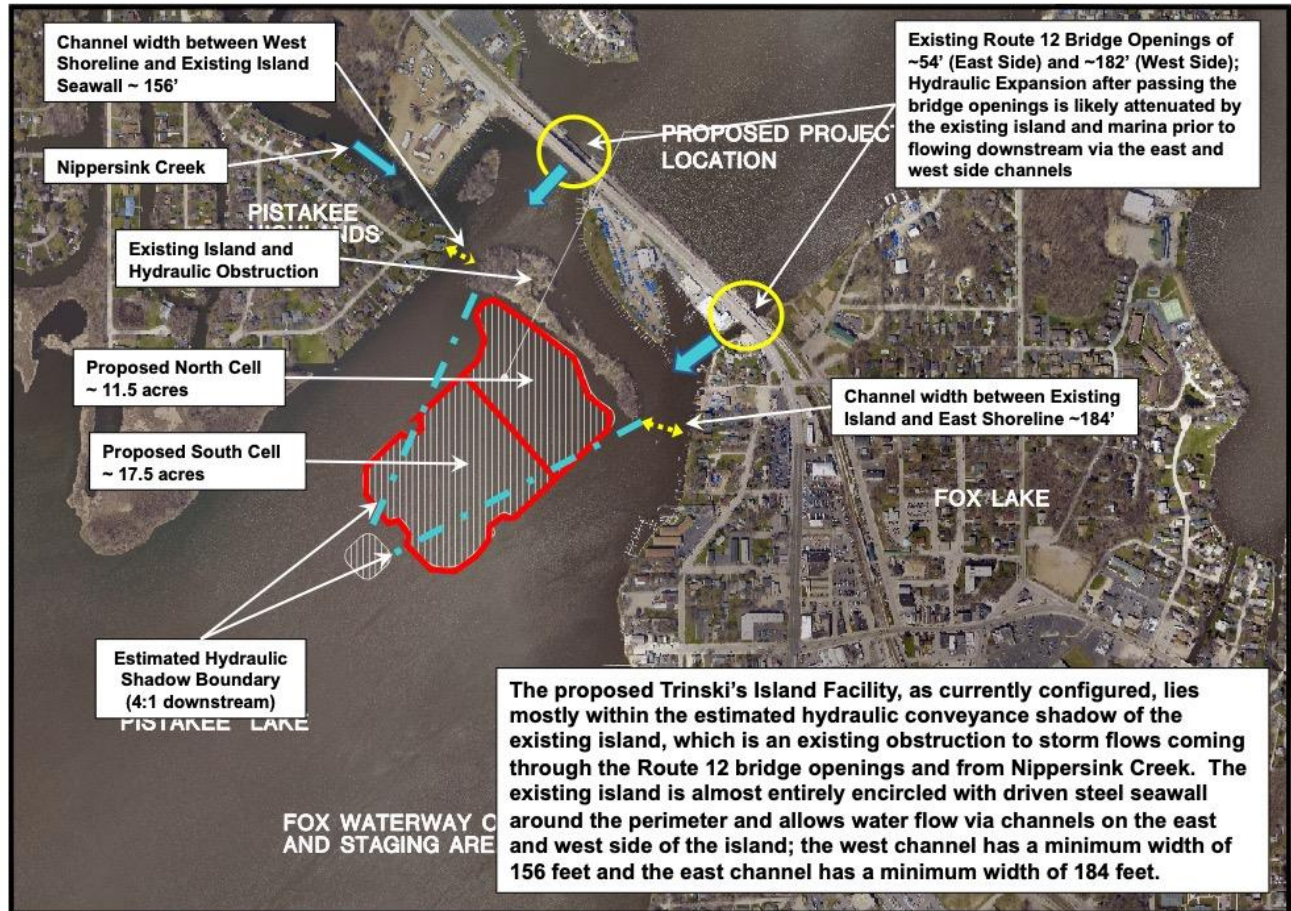 Channel width between West
Shoreline and Existing Island
Seawall ~ 156'
Nippersink Creek
PISTAKEE
HIGHLANDS
Existing Island and
Hydraulic Obstruction
Proposed North Cell
~ 11.5 acres
Proposed South Cell
~ 17.5 acres
Estimated Hydraulic
Shadow Boundary
(4:1 downstream)
PISTAKEE LAKE
PROPOSED PROJEC
LOCATION
Existing Route 12 Bridge Openings of
~54' (East Side) and ~182' (West Side);
Hydraulic Expansion after passing the
bridge openings is likely attenuated by
the existing island and marina prior to
flowing downstream via the east and
west side channels
Channel width between Existing
Island and East Shoreline ~184'
FOX LAKE
FOX WATERWAY
AND STAGING ARE
The proposed Trinski's Island Facility, as currently configured, lies
mostly within the estimated hydraulic conveyance shadow of the
existing island, which is an existing obstruction to storm flows coming
through the Route 12 bridge openings and from Nippersink Creek. The
existing island is almost entirely encircled with driven steel seawall
around the perimeter and allows water flow via channels on the east
and west side of the island; the west channel has a minimum width of
156 feet and the east channel has a minimum width of 184 feet.